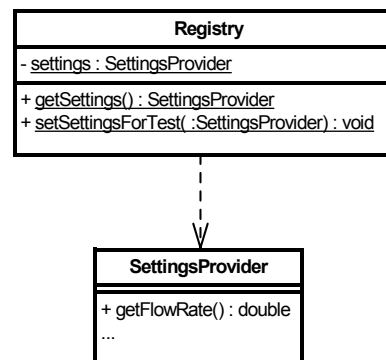 Registry
- settings : SettingsProvider
+ getSettings() : SettingsProvider
+ setSettingsForTest( :SettingsProvider) : void
SettingsProvider
+ getFlowRate() : double
...